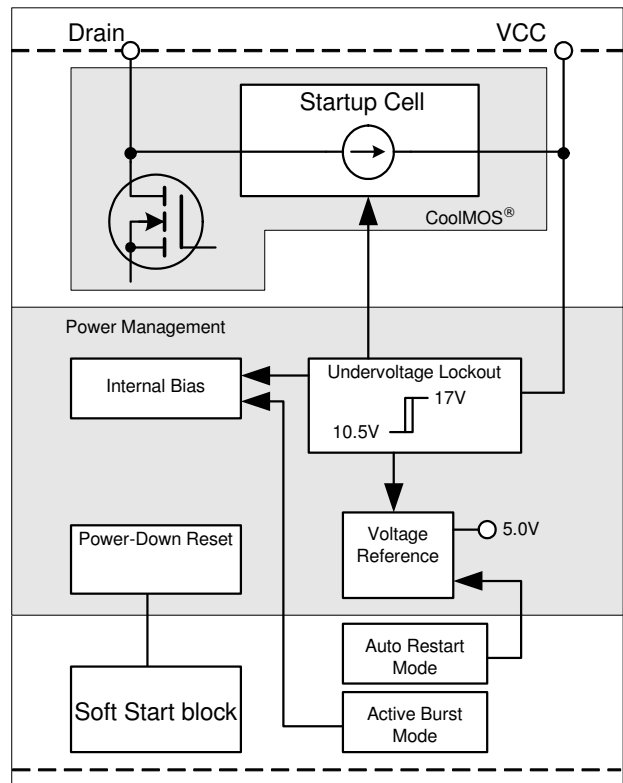 Drain
VCC
Startup Cell
CoolMOS®
Power Management
Internal Bias
Undervoltage Lockout
17V
10.5V
Power-Down Reset
Voltage
Reference
5.0V
Auto Restart
Mode
Soft Start block
Active Burst
Mode